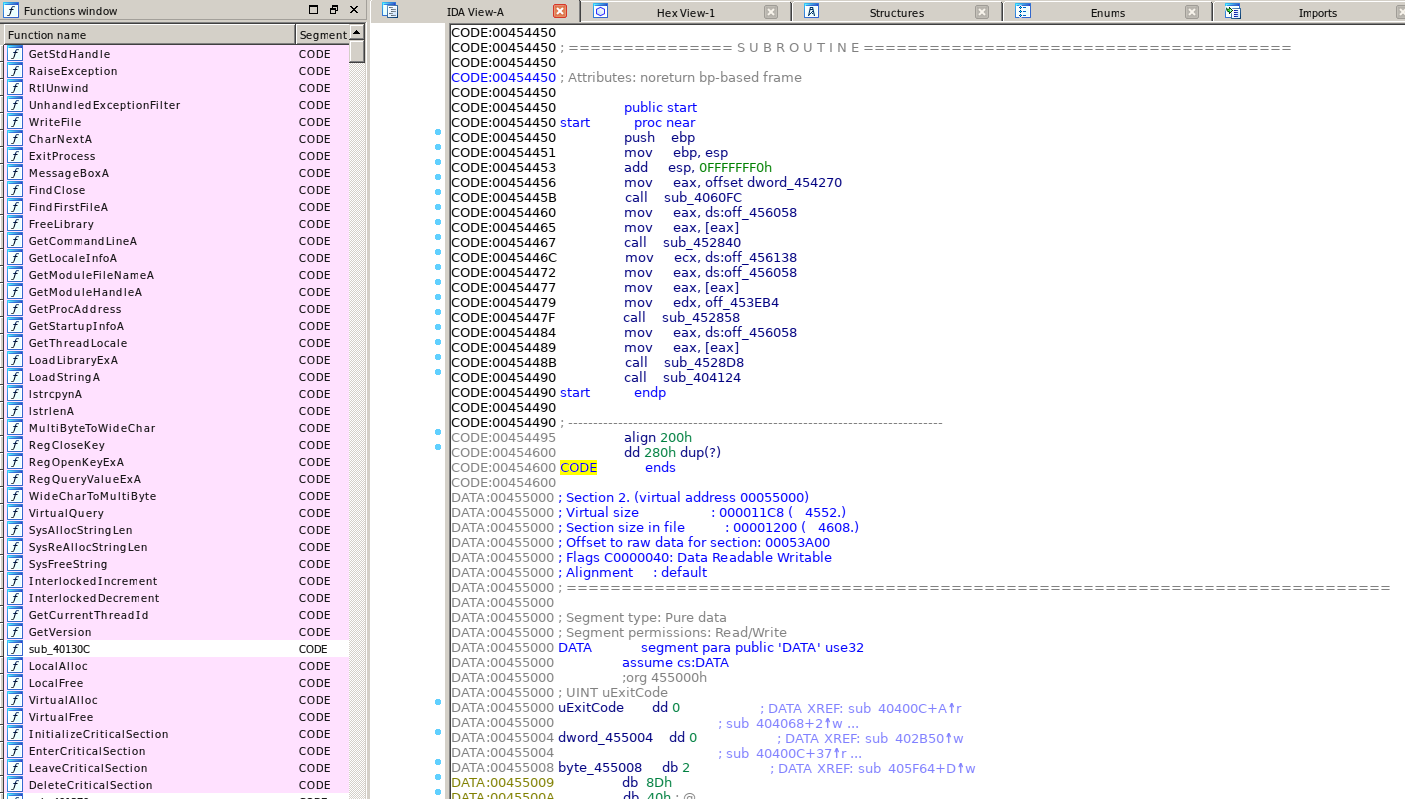 Functions window
Function name Segment
GetStdHandle CODE
RaiseException CODE
RtlUnwind CODE
UnhandledExceptionFilter CODE
WriteFile CODE
CharNextA CODE
ExitProcess CODE
MessageBoxA CODE
FindClose CODE
FindFirstFileA CODE
FreeLibrary CODE
GetCommandLineA CODE
GetLocaleInfoA CODE
GetModuleFileNameA CODE
GetModuleHandleA CODE
GetProcAddress CODE
GetStartupInfoA CODE
GetThreadLocale CODE
LoadLibraryExA CODE
LoadStringA CODE
lstrcpynA CODE
lstrlenA CODE
MultiByteToWideChar CODE
RegCloseKey CODE
RegOpenKeyExA CODE
RegQueryValueExA CODE
WideCharToMultiByte CODE
VirtualQuery CODE
SysAllocStringLen CODE
SysReAllocStringLen CODE
SysFreeString CODE
InterlockedIncrement CODE
InterlockedDecrement CODE
GetCurrentThreadId CODE
GetVersion CODE
sub_40130C CODE
LocalAlloc CODE
LocalFree CODE
VirtualAlloc CODE
VirtualFree CODE
InitializeCriticalSection CODE
EnterCriticalSection CODE
LeaveCriticalSection CODE
DeleteCriticalSection CODE
IDA View-A Hex View-1 Structures Enums Imports
CODE:00454450
CODE:00454450 ; =============== S U B R O U T I N E =======================================
CODE:00454450
CODE:00454450 ; Attributes: noreturn bp-based frame
CODE:00454450
CODE:00454450 public start
CODE:00454450 start proc near
CODE:00454450 push ebp
CODE:00454451 mov ebp, esp
CODE:00454453 add esp, 0FFFFFFF0h
CODE:00454456 mov eax, offset dword_454270
CODE:0045445B call sub_4060FC
CODE:00454460 mov eax, ds:off_456058
CODE:00454465 mov eax, [eax]
CODE:00454467 call sub_452840
CODE:0045446C mov ecx, ds:off_456138
CODE:00454472 mov eax, ds:off_456058
CODE:00454477 mov eax, [eax]
CODE:00454479 mov edx, off_453EB4
CODE:0045447F call sub_452858
CODE:00454484 mov eax, ds:off_456058
CODE:00454489 mov eax, [eax]
CODE:0045448B call sub_4528D8
CODE:00454490 call sub_404124
CODE:00454490 start endp
CODE:00454490
CODE:00454490 ; ---------------------------------------------------------------------------
CODE:00454495 align 200h
CODE:00454600 dd 280h dup(?)
CODE:00454600 CODE ends
CODE:00454600
DATA:00455000 ; Section 2. (virtual address 00055000)
DATA:00455000 ; Virtual size : 000011C8 ( 4552.)
DATA:00455000 ; Section size in file : 00001200 ( 4608.)
DATA:00455000 ; Offset to raw data for section: 00053A00
DATA:00455000 ; Flags C0000040: Data Readable Writable
DATA:00455000 ; Alignment : default
DATA:00455000 ; ===========================================================================
DATA:00455000
DATA:00455000 ; Segment type: Pure data
DATA:00455000 ; Segment permissions: Read/Write
DATA:00455000 DATA segment para public 'DATA' use32
DATA:00455000 assume cs:DATA
DATA:00455000 ;org 455000h
DATA:00455000 ; UINT uExitCode
DATA:00455000 uExitCode dd 0 ; DATA XREF: sub_40400C+A↑r
DATA:00455000 ; sub_404068+2↑w ...
DATA:00455004 dword_455004 dd 0 ; DATA XREF: sub_402B50↑w
DATA:00455004 ; sub_40400C+37↑r ...
DATA:00455008 byte_455008 db 2 ; DATA XREF: sub_405F64+D↑w
DATA:00455009 db 8Dh
DATA:0045500A db 40h ; @